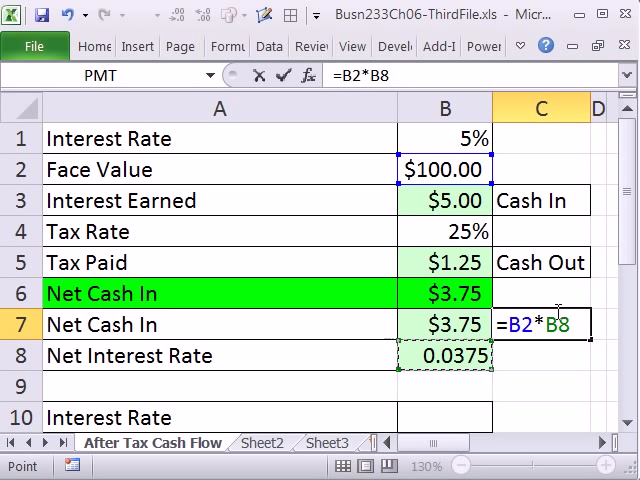 Busn233Ch06-ThirdFile.xls - Micr...
File Home Insert Page Formu Data Review Develo Add-I Power
PMT =B2*B8
A B C D
1 Interest Rate 5%
2 Face Value $100.00
3 Interest Earned $5.00 Cash In
4 Tax Rate 25%
5 Tax Paid $1.25 Cash Out
6 Net Cash In $3.75
7 Net Cash In $3.75 =B2*B8
8 Net Interest Rate 0.0375
9
10 Interest Rate
After Tax Cash Flow Sheet2 Sheet3
Point 130%